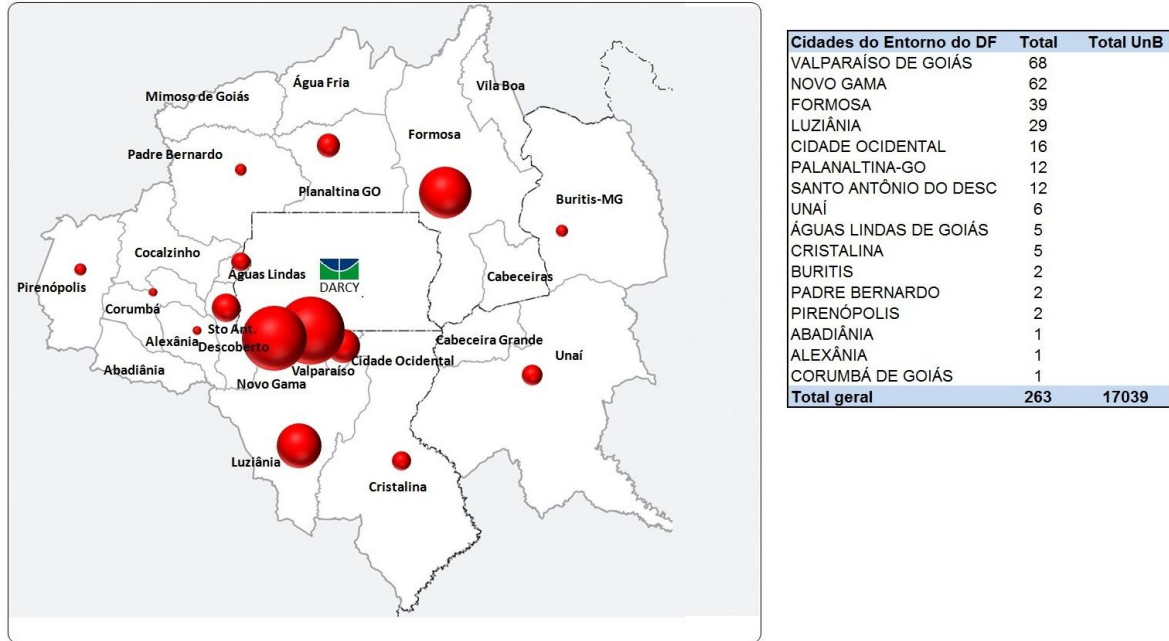 Água Fria
Vila Boa
Mimoso de Goiás
Formosa
Padre Bernardo
Planaltina GO
Buritis-MG
Cocalzinho
Águas Lindas
Cabeceiras
Pirenópolis
DARCY
Corumbá
Sto Ant.
Descoberto
Alexânia
Cabeceira Grande
Cidade Ocidental
Unaí
Abadiânia
Valparaíso
Novo Gama
Luziânia
Cristalina
Cidades do Entorno do DF Total Total UnB
VALPARAÍSO DE GOIÁS 68
NOVO GAMA 62
FORMOSA 39
LUZIÂNIA 29
CIDADE OCIDENTAL 16
PALANALTINA-GO 12
SANTO ANTÔNIO DO DESC 12
UNAÍ 6
ÁGUAS LINDAS DE GOIÁS 5
CRISTALINA 5
BURITIS 2
PADRE BERNARDO 2
PIRENÓPOLIS 2
ABADIÂNIA 1
ALEXÂNIA 1
CORUMBÁ DE GOIÁS 1
Total geral 263 17039